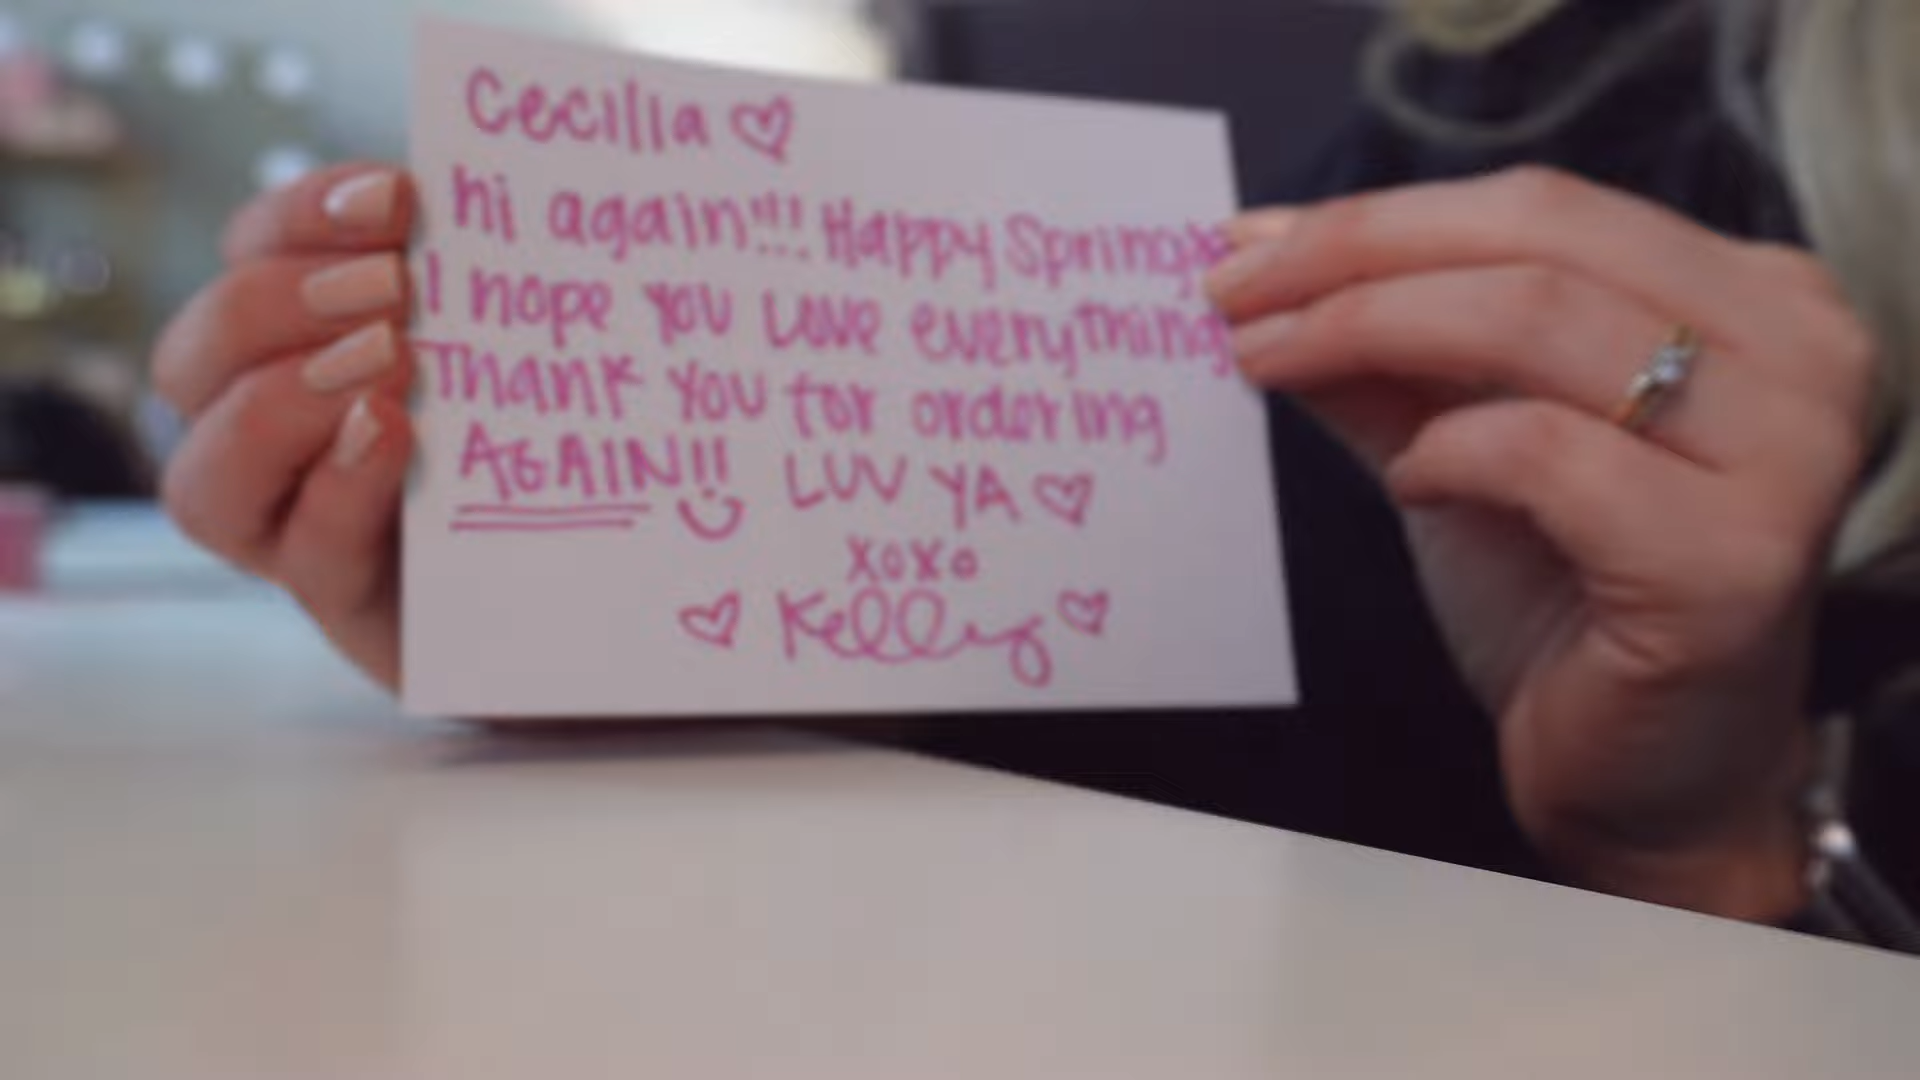 Cecilia ♡
hi again!!! Happy Spring
I hope you love everything
Thank you for ordering
AGAIN!! LUV YA ♡
xoxo
♡ Kelly ♡